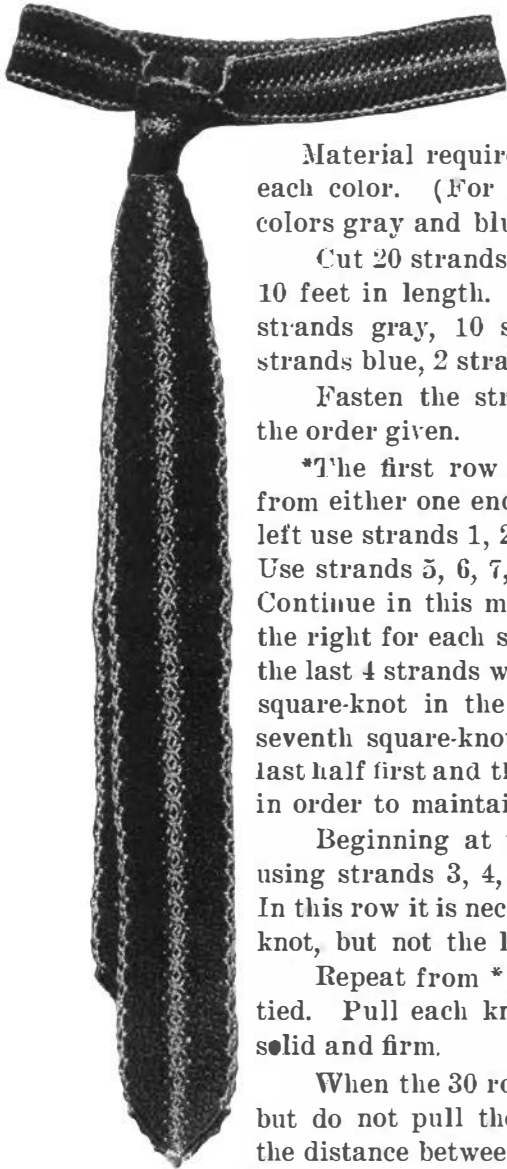 Material require
each color. (For
colors gray and blu
Cut 20 strands
10 feet in length.
strands gray, 10 s
strands blue, 2 stra
Fasten the str
the order given.
*The first row
from either one end
left use strands 1, 2
Use strands 5, 6, 7,
Continue in this m
the right for each s
the last 4 strands w
square-knot in the
seventh square-knot
last half first and th
in order to maintai
Beginning at t
using strands 3, 4,
In this row it is nec
knot, but not the l
Repeat from *
tied. Pull each kn
solid and firm.
When the 30 ro
but do not pull the
the distance betwee